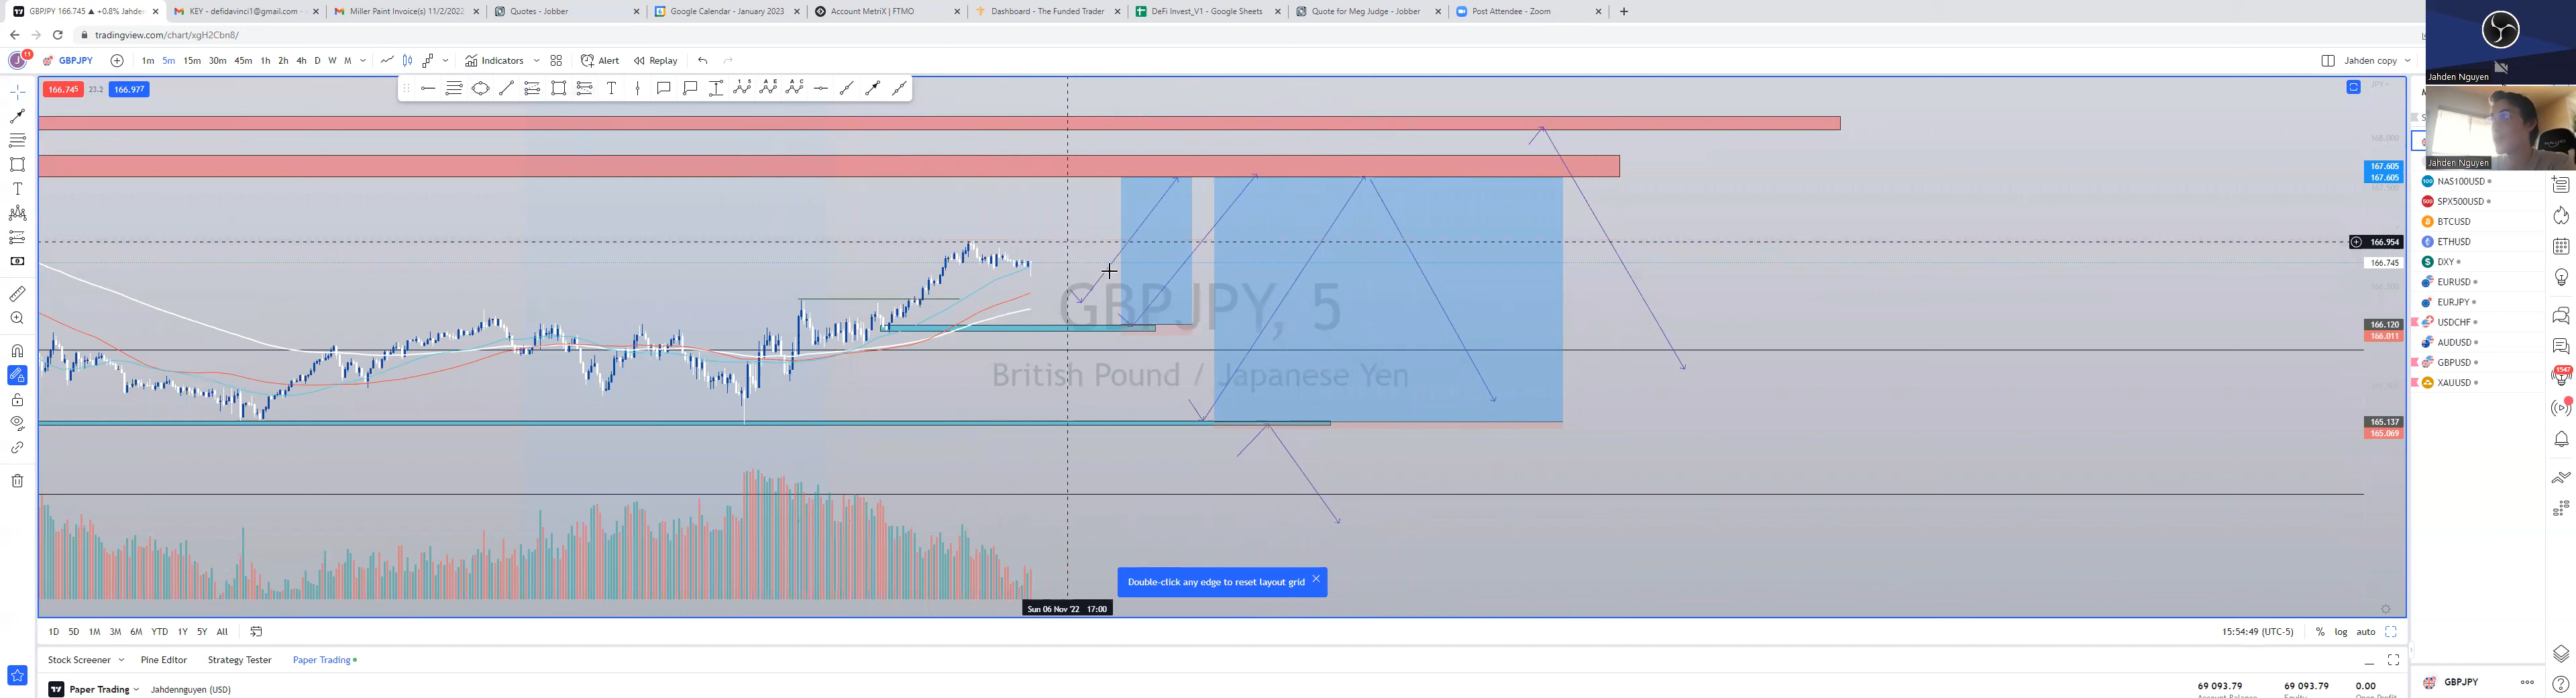 GBPJPY 166.745 ▲ +0.8% Jahden
KEY - defidavinci1@gmail.com -
Miller Paint Invoice(s) 11/2/2022
Quotes - Jobber
Google Calendar - January 2023
Account MetriX | FTMO
Dashboard - The Funded Trader
DeFi Invest_V1 - Google Sheets
Quote for Meg Judge - Jobber
Post Attendee - Zoom
tradingview.com/chart/xgH2Cbn8/
11
GBPJPY
1m 5m 15m 30m 45m 1h 2h 4h D W M
Indicators
Alert
Replay
Jahden copy
Jahden Nguyen
Jahden Nguyen
166.745 23.2 166.977
JPY
168.000
167.605
167.605
166.954
166.745
166.120
166.011
165.137
165.069
GBPJPY, 5
British Pound / Japanese Yen
NAS100USD
SPX500USD
BTCUSD
ETHUSD
DXY
EURUSD
EURJPY
USDCHF
AUDUSD
GBPUSD
XAUUSD
1547
Double-click any edge to reset layout grid
Sun 06 Nov '22 17:00
1D 5D 1M 3M 6M YTD 1Y 5Y All
15:54:49 (UTC-5) % log auto
Stock Screener
Pine Editor
Strategy Tester
Paper Trading
Paper Trading
Jahdennguyen (USD)
69 093.79 69 093.79 0.00
GBPJPY